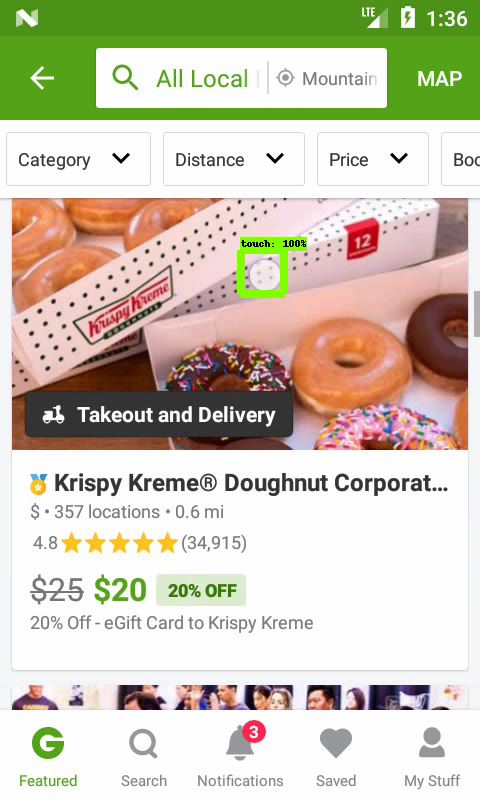 LTE 1:36
All Local Mountain MAP
Category Distance Price Boo
touch: 100%
12
Krispy Kreme
DOUGHNUTS
Takeout and Delivery
Krispy Kreme® Doughnut Corporat...
$ • 357 locations • 0.6 mi
4.8 (34,915)
$25 $20 20% OFF
20% Off - eGift Card to Krispy Kreme
3
Featured Search Notifications Saved My Stuff